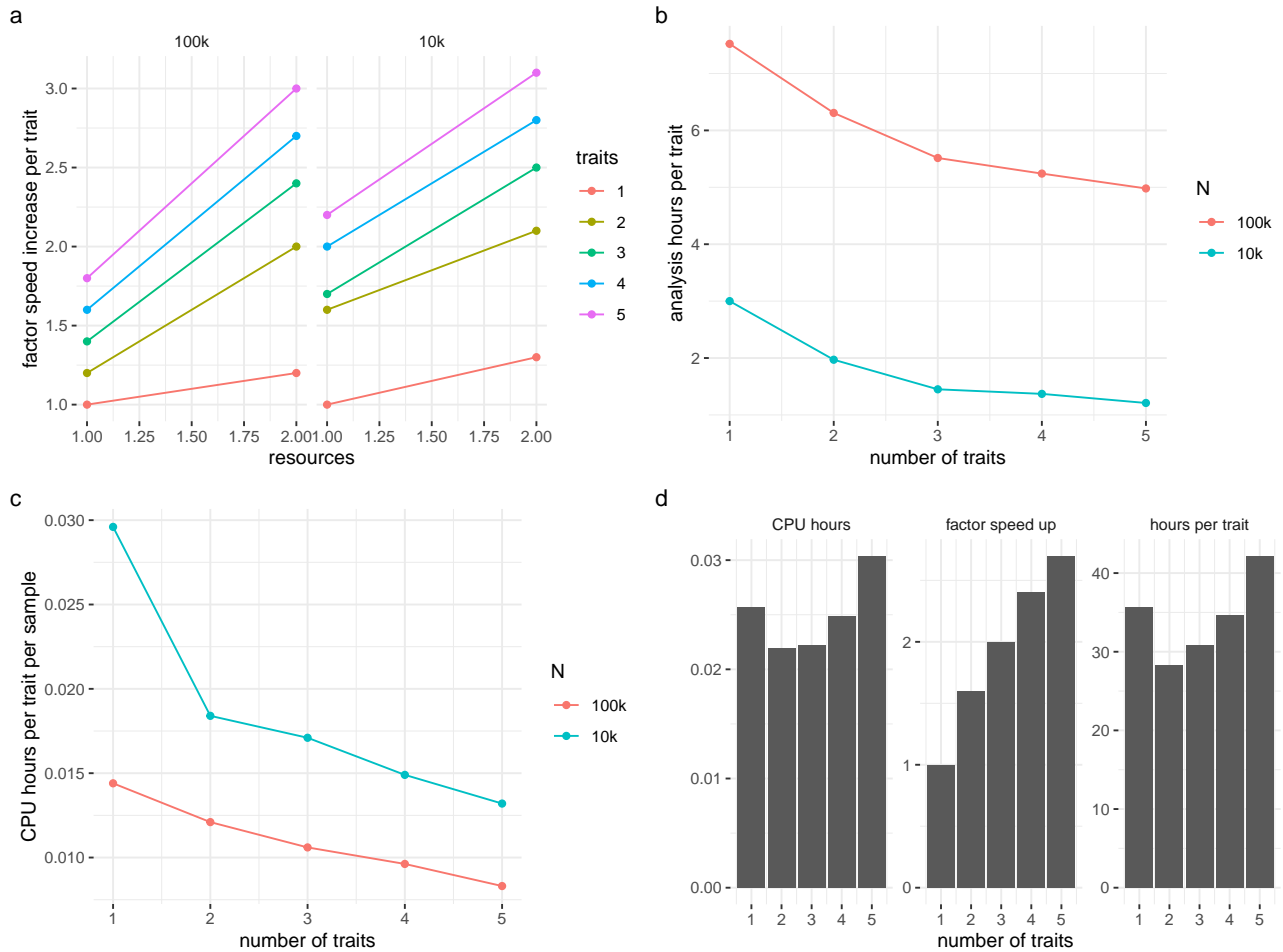 a
100k 10k
factor speed increase per trait
3.0
2.5
2.0
1.5
1.0
1.00 1.25 1.50 1.75 2.00 1.00 1.25 1.50 1.75 2.00
resources
traits
1
2
3
4
5
b
analysis hours per trait
6
4
2
1 2 3 4 5
number of traits
N
100k
10k
c
CPU hours per trait per sample
0.030
0.025
0.020
0.015
0.010
1 2 3 4 5
number of traits
N
100k
10k
d
CPU hours factor speed up hours per trait
0.03
0.02
0.01
0.00
2
1
0
40
30
20
10
0
1 2 3 4 5 1 2 3 4 5 1 2 3 4 5
number of traits